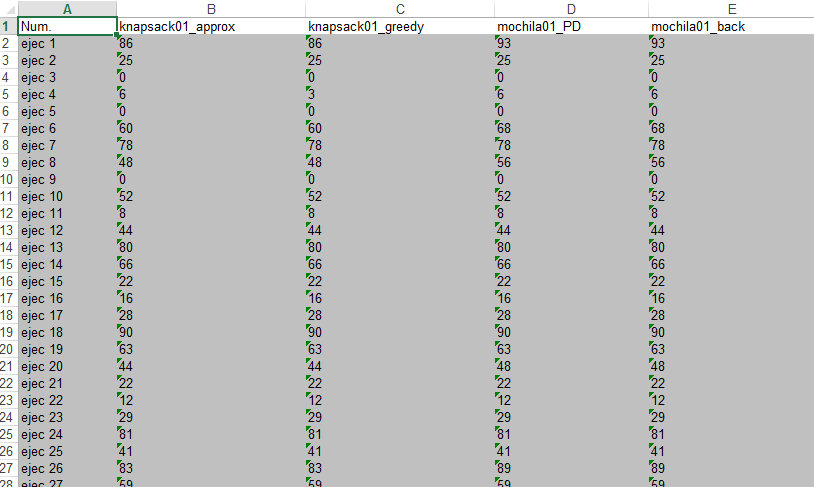 A B C D E
1 Num. knapsack01_approx knapsack01_greedy mochila01_PD mochila01_back
2 ejec 1 86 86 93 93
3 ejec 2 25 25 25 25
4 ejec 3 0 0 0 0
5 ejec 4 6 3 6 6
6 ejec 5 0 0 0 0
7 ejec 6 60 60 68 68
8 ejec 7 78 78 78 78
9 ejec 8 48 48 56 56
10 ejec 9 0 0 0 0
11 ejec 10 52 52 52 52
12 ejec 11 8 8 8 8
13 ejec 12 44 44 44 44
14 ejec 13 80 80 80 80
15 ejec 14 66 66 66 66
16 ejec 15 22 22 22 22
17 ejec 16 16 16 16 16
18 ejec 17 28 28 28 28
19 ejec 18 90 90 90 90
20 ejec 19 63 63 63 63
21 ejec 20 44 44 48 48
22 ejec 21 22 22 22 22
23 ejec 22 12 12 12 12
24 ejec 23 29 29 29 29
25 ejec 24 81 81 81 81
26 ejec 25 41 41 41 41
27 ejec 26 83 83 89 89
28 ejec 27 59 59 59 59